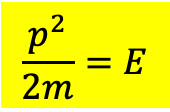 p²/2m = E